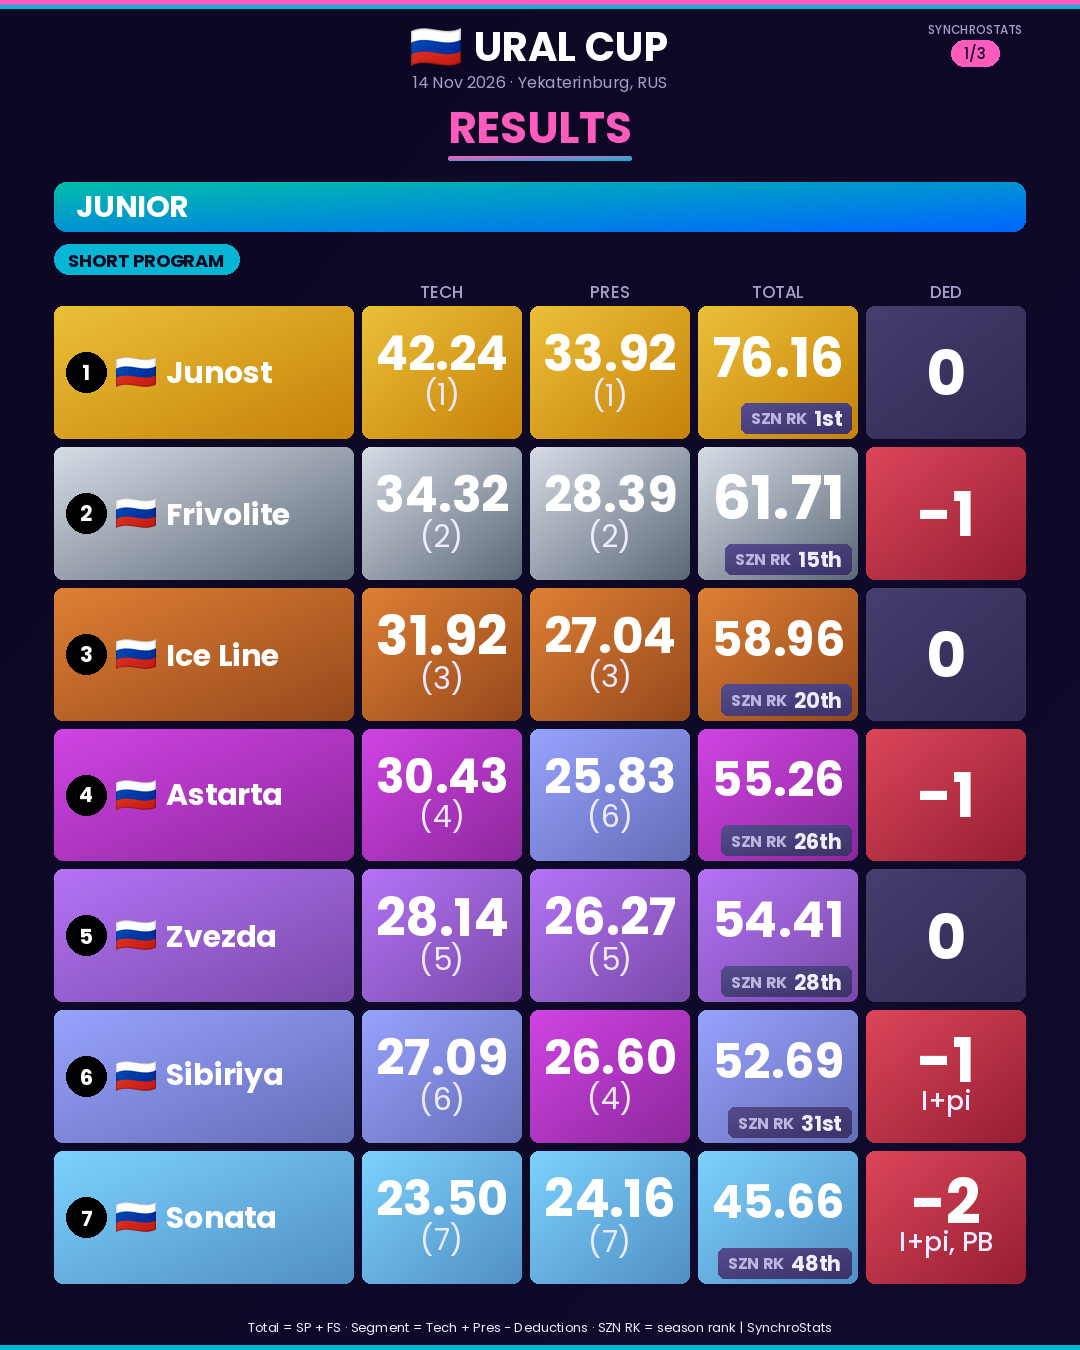 URAL CUP
SYNCHROSTATS
1/3
14 Nov 2026 · Yekaterinburg, RUS
RESULTS
JUNIOR
SHORT PROGRAM
TECH PRES TOTAL DED
1 Junost 42.24 (1) 33.92 (1) 76.16 SZN RK 1st 0
2 Frivolite 34.32 (2) 28.39 (2) 61.71 SZN RK 15th -1
3 Ice Line 31.92 (3) 27.04 (3) 58.96 SZN RK 20th 0
4 Astarta 30.43 (4) 25.83 (6) 55.26 SZN RK 26th -1
5 Zvezda 28.14 (5) 26.27 (5) 54.41 SZN RK 28th 0
6 Sibiriya 27.09 (6) 26.60 (4) 52.69 SZN RK 31st -1 I+pi
7 Sonata 23.50 (7) 24.16 (7) 45.66 SZN RK 48th -2 I+pi, PB
Total = SP + FS · Segment = Tech + Pres - Deductions · SZN RK = season rank | SynchroStats